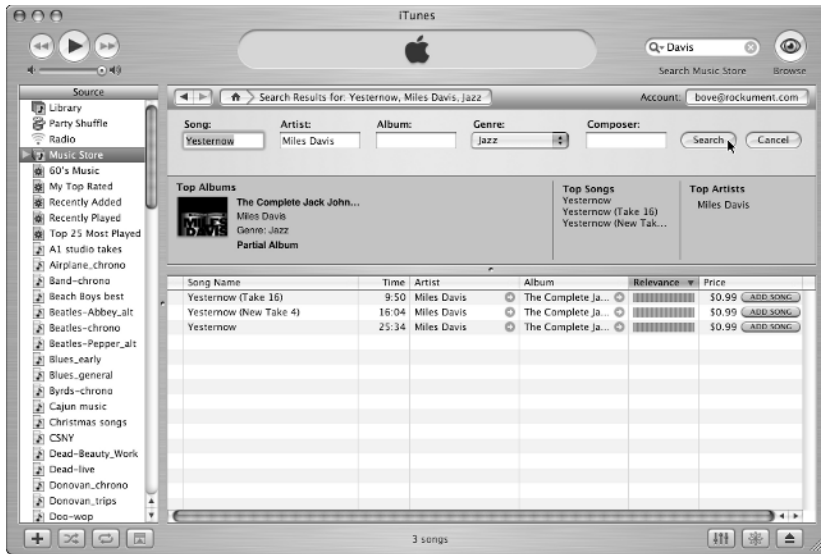 iTunes
Davis
Search Music Store
Browse
Source
Library
Party Shuffle
Radio
Music Store
60's Music
My Top Rated
Recently Added
Recently Played
Top 25 Most Played
A1 studio takes
Airplane_chrono
Band-chrono
Beach Boys best
Beatles-Abbey_alt
Beatles-chrono
Beatles-Pepper_alt
Blues_early
Blues_general
Byrds-chrono
Cajun music
Christmas songs
CSNY
Dead-Beauty_Work
Dead-live
Donovan_chrono
Donovan_trips
Doo-wop
Search Results for: Yesternow, Miles Davis, Jazz
Account: bove@rockument.com
Song: Artist: Album: Genre: Composer:
Yesternow Miles Davis Jazz Search Cancel
Top Albums
MILES DAVIS
The Complete Jack John...
Miles Davis
Genre: Jazz
Partial Album
Top Songs
Yesternow
Yesternow (Take 16)
Yesternow (New Tak...
Top Artists
Miles Davis
Song Name Time Artist Album Relevance Price
Yesternow (Take 16) 9:50 Miles Davis The Complete Ja... $0.99 ADD SONG
Yesternow (New Take 4) 16:04 Miles Davis The Complete Ja... $0.99 ADD SONG
Yesternow 25:34 Miles Davis The Complete Ja... $0.99 ADD SONG
3 songs